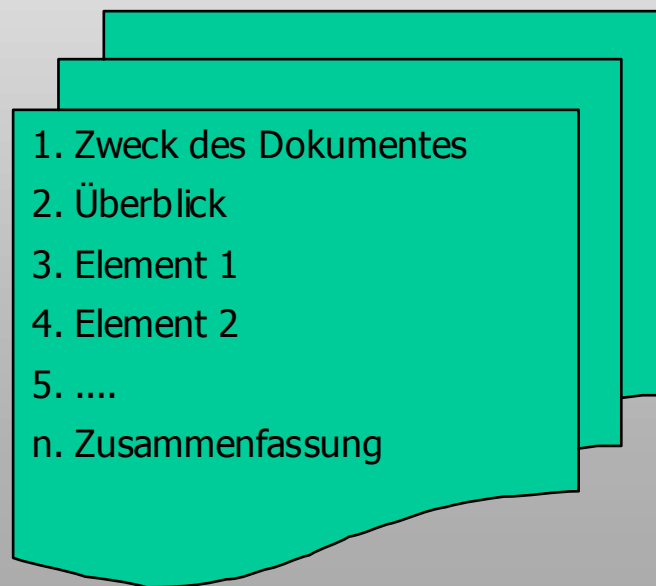 1. Zweck des Dokumentes
2. Überblick
3. Element 1
4. Element 2
5. ....
n. Zusammenfassung